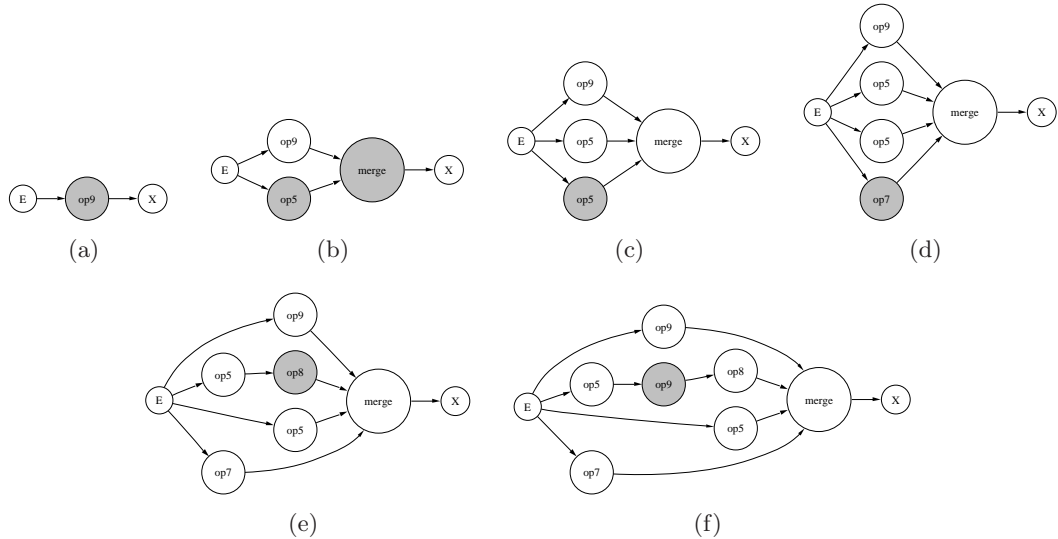 E
op9
X
(a)
E
op9
op5
merge
X
(b)
E
op9
op5
op5
merge
X
(c)
E
op9
op5
op5
op7
merge
X
(d)
E
op9
op5
op8
op5
op7
merge
X
(e)
E
op9
op5
op9
op8
op5
op7
merge
X
(f)